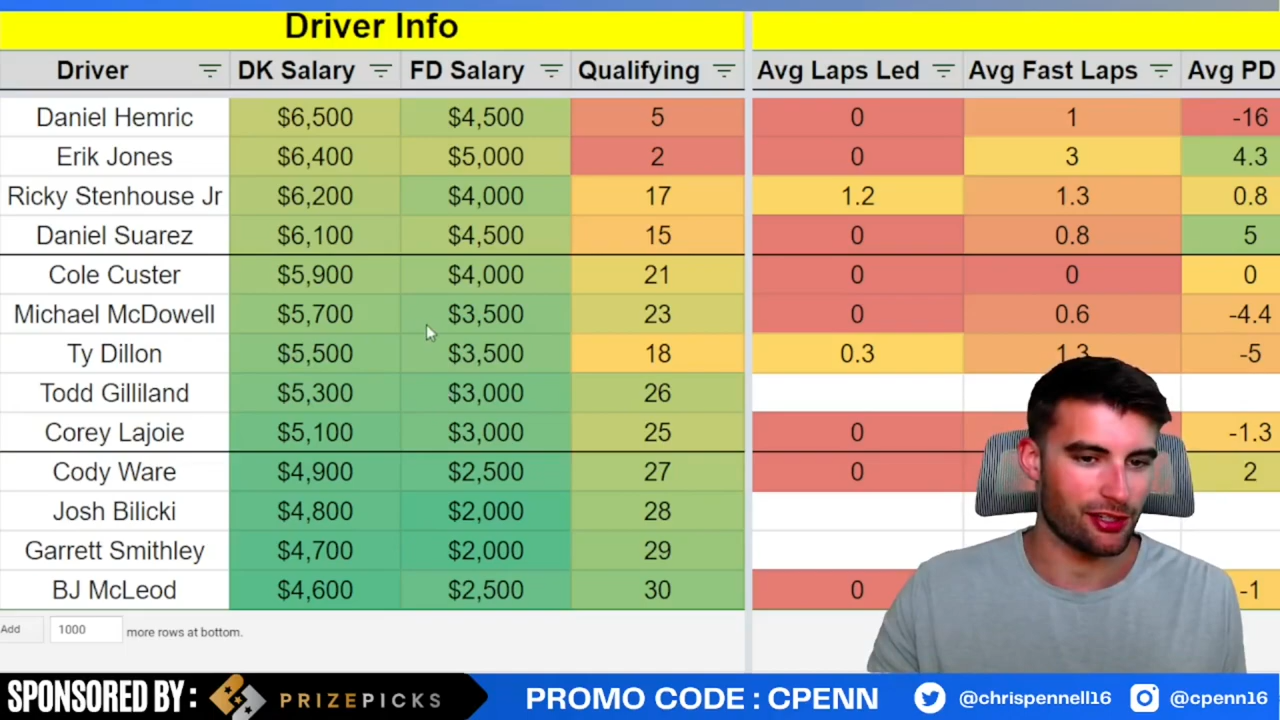 Driver Info
Driver DK Salary FD Salary Qualifying Avg Laps Led Avg Fast Laps Avg PD
Daniel Hemric $6,500 $4,500 5 0 1 -16
Erik Jones $6,400 $5,000 2 0 3 4.3
Ricky Stenhouse Jr $6,200 $4,000 17 1.2 1.3 0.8
Daniel Suarez $6,100 $4,500 15 0 0.8 5
Cole Custer $5,900 $4,000 21 0 0 0
Michael McDowell $5,700 $3,500 23 0 0.6 -4.4
Ty Dillon $5,500 $3,500 18 0.3 1.3 -5
Todd Gilliland $5,300 $3,000 26
Corey Lajoie $5,100 $3,000 25 0 -1.3
Cody Ware $4,900 $2,500 27 0 2
Josh Bilicki $4,800 $2,000 28
Garrett Smithley $4,700 $2,000 29
BJ McLeod $4,600 $2,500 30 0 -1
Add 1000 more rows at bottom.
SPONSORED BY : PRIZEPICKS PROMO CODE : CPENN @chrispennell16 @cpenn16